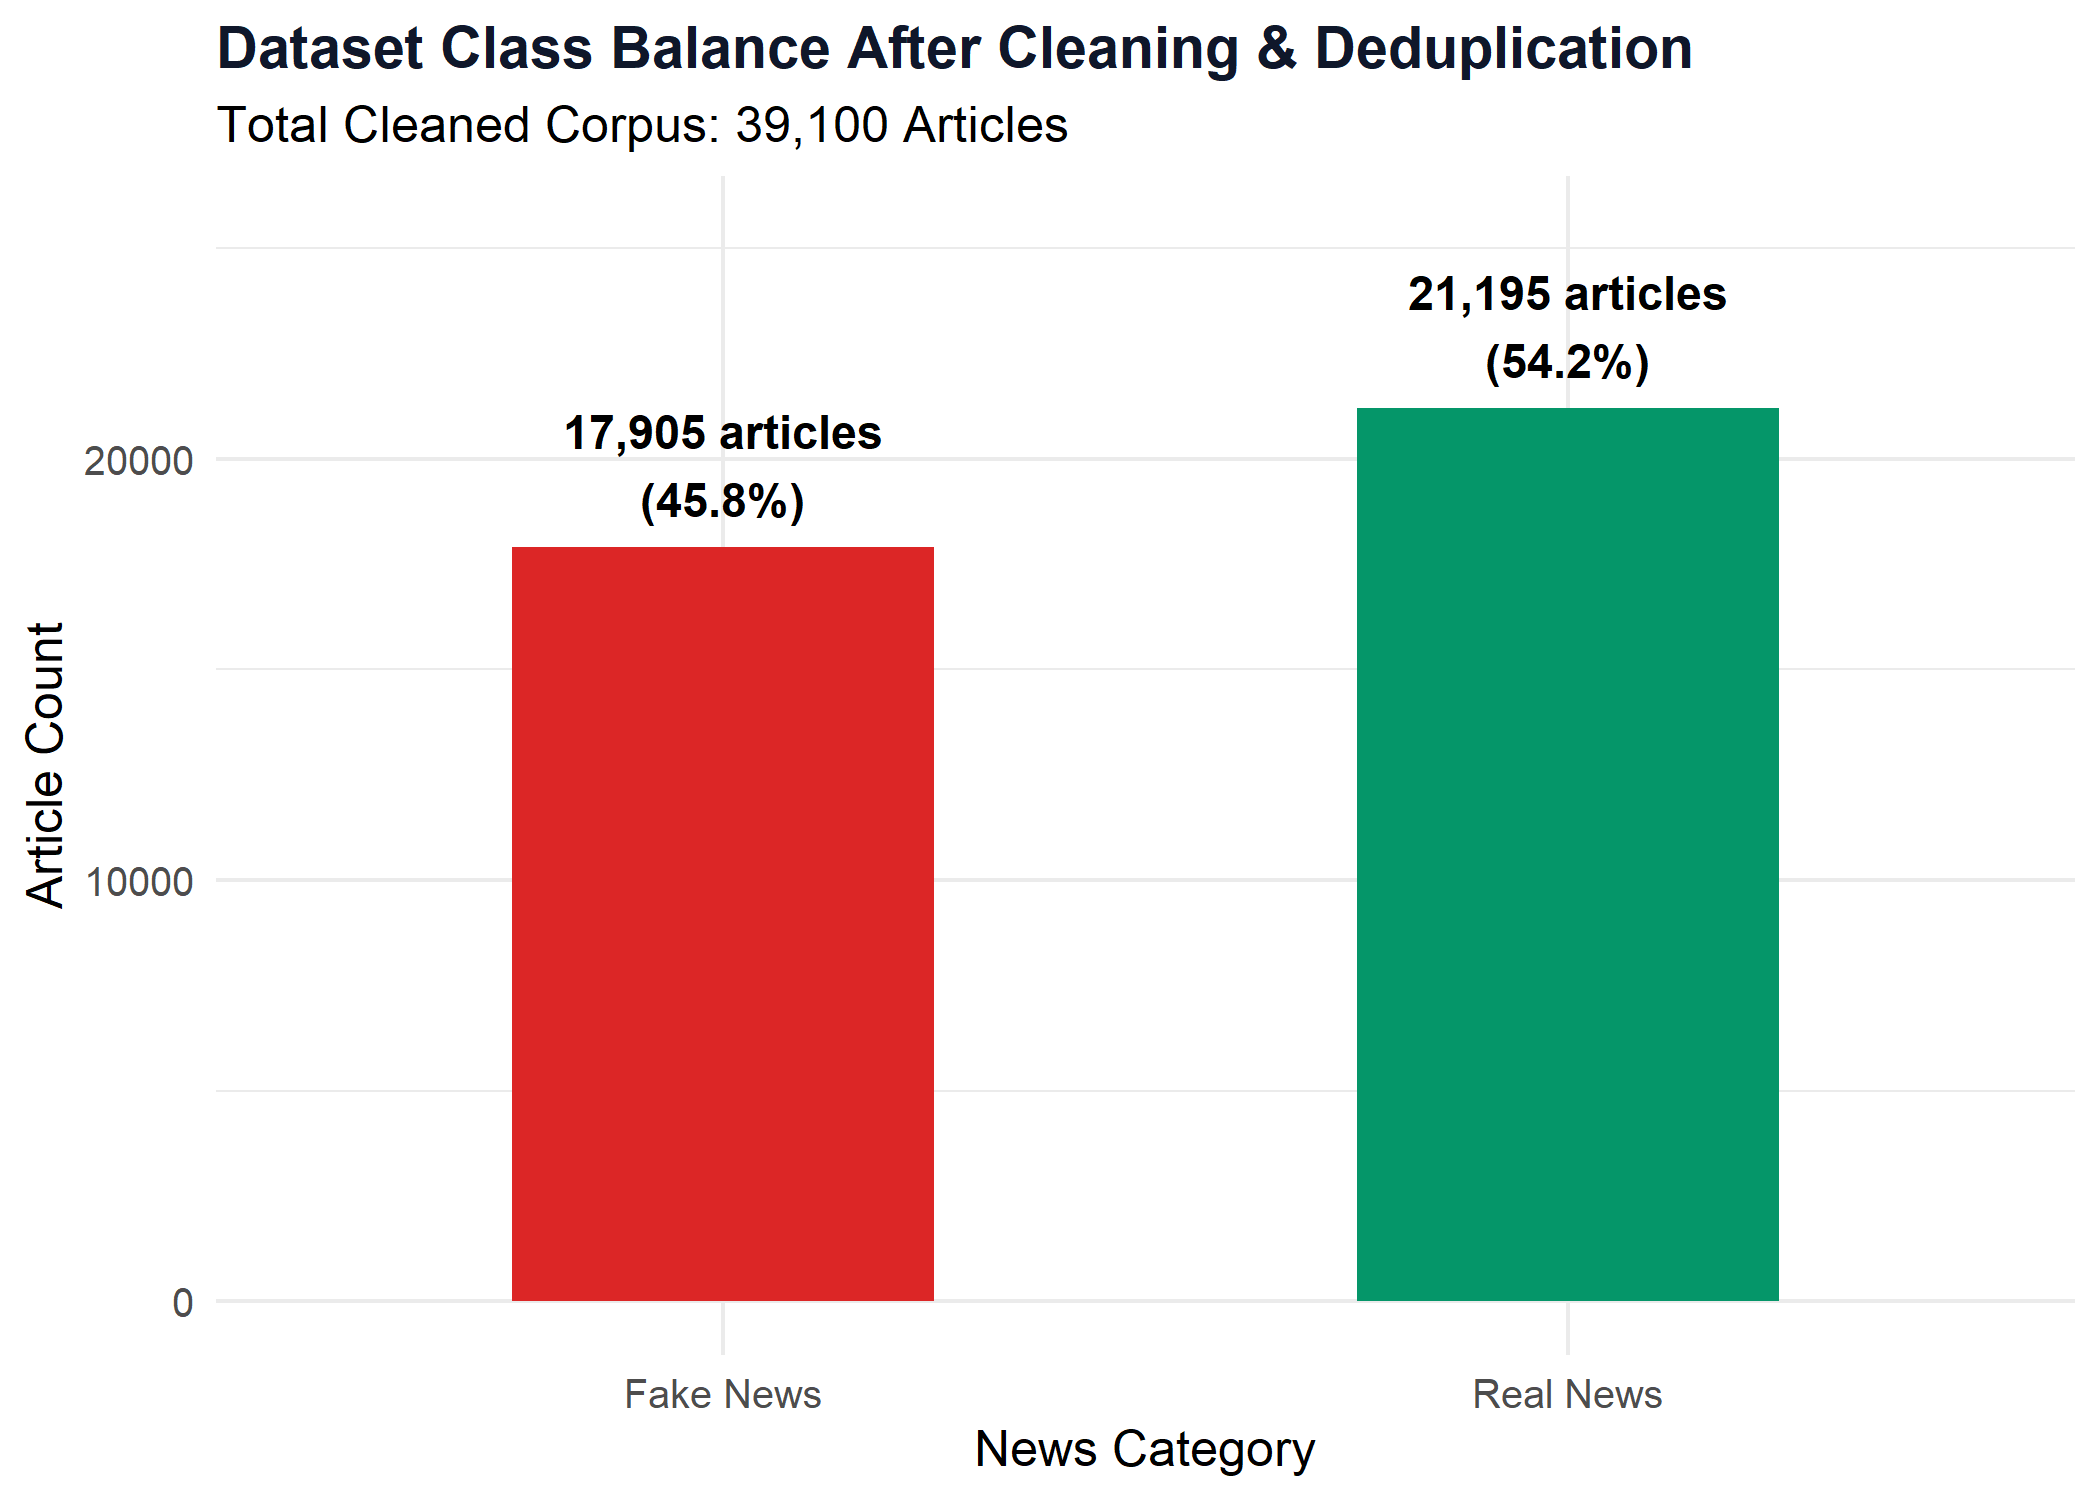 Dataset Class Balance After Cleaning & Deduplication
Total Cleaned Corpus: 39,100 Articles
21,195 articles
(54.2%)
17,905 articles
(45.8%)
20000
10000
0
Article Count
Fake News
Real News
News Category